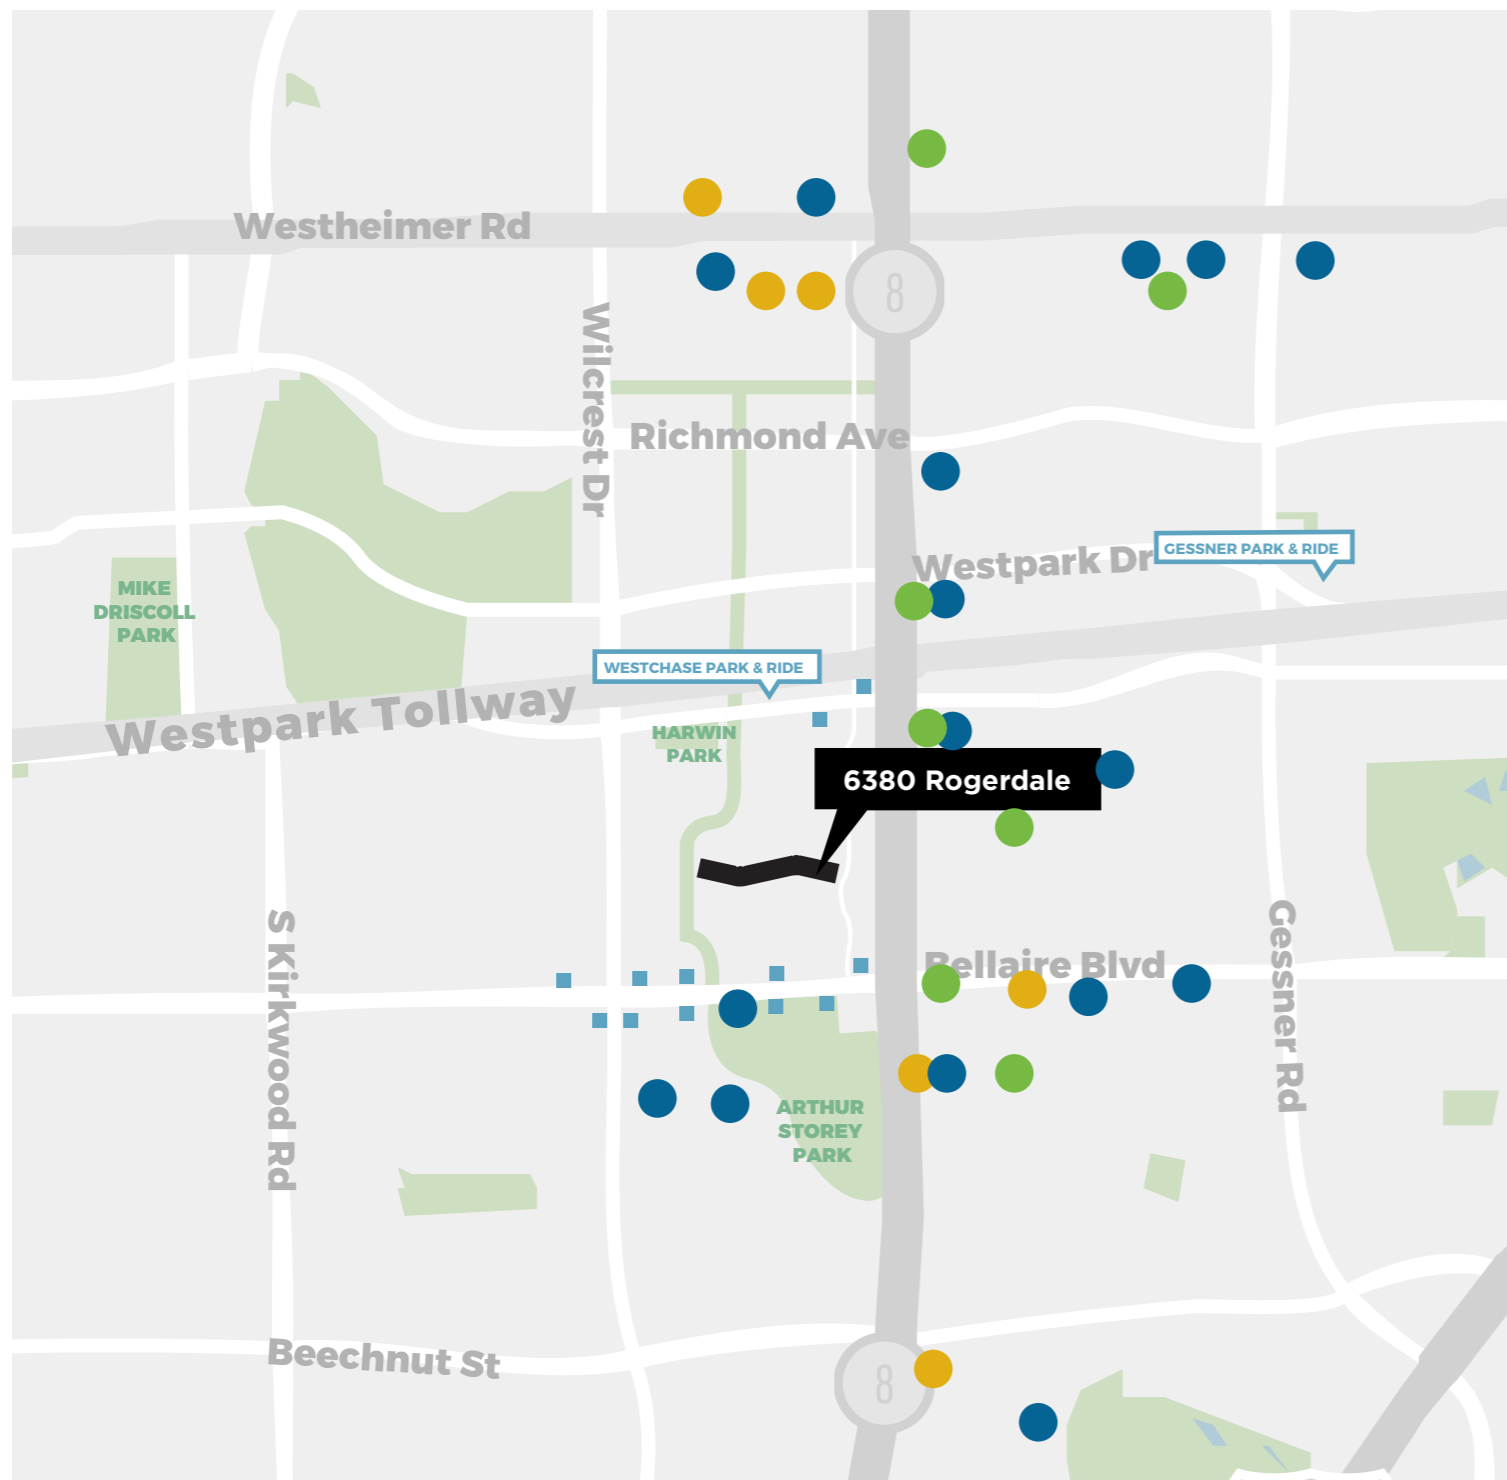 Westheimer Rd
8
Wilcrest Dr
Richmond Ave
GESSNER PARK & RIDE
Westpark Dr
MIKE
DRISCOLL
PARK
WESTCHASE PARK & RIDE
Westpark Tollway
HARWIN
PARK
6380 Rogerdale
S Kirkwood Rd
Bellaire Blvd
Gessner Rd
ARTHUR
STOREY
PARK
Beechnut St
8